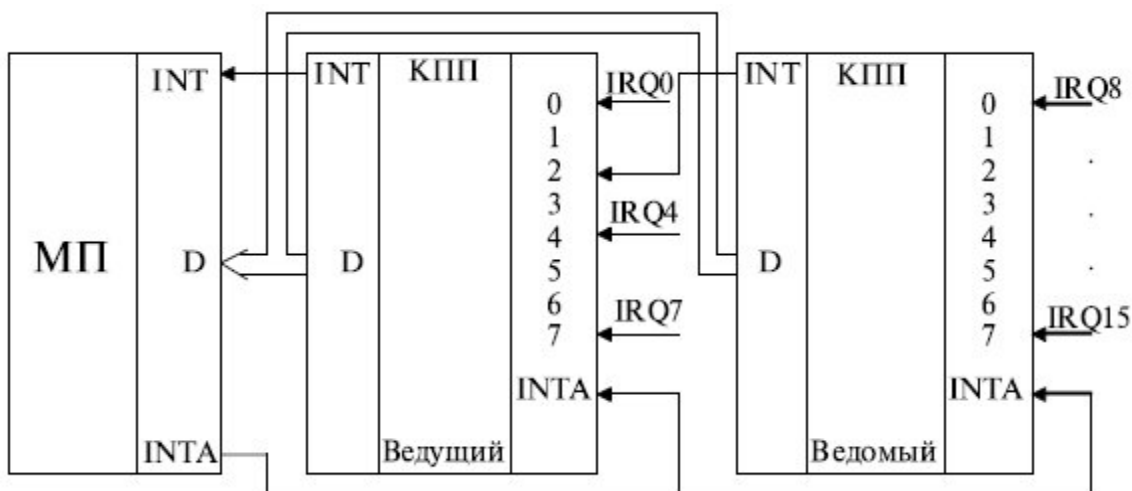 МП
INT
D
INTA
INT
D
КПП
Ведущий
0
1
2
3
4
5
6
7
INTA
IRQ0
IRQ4
IRQ7
INT
D
КПП
Ведомый
0
1
2
3
4
5
6
7
INTA
IRQ8
.
.
.
IRQ15